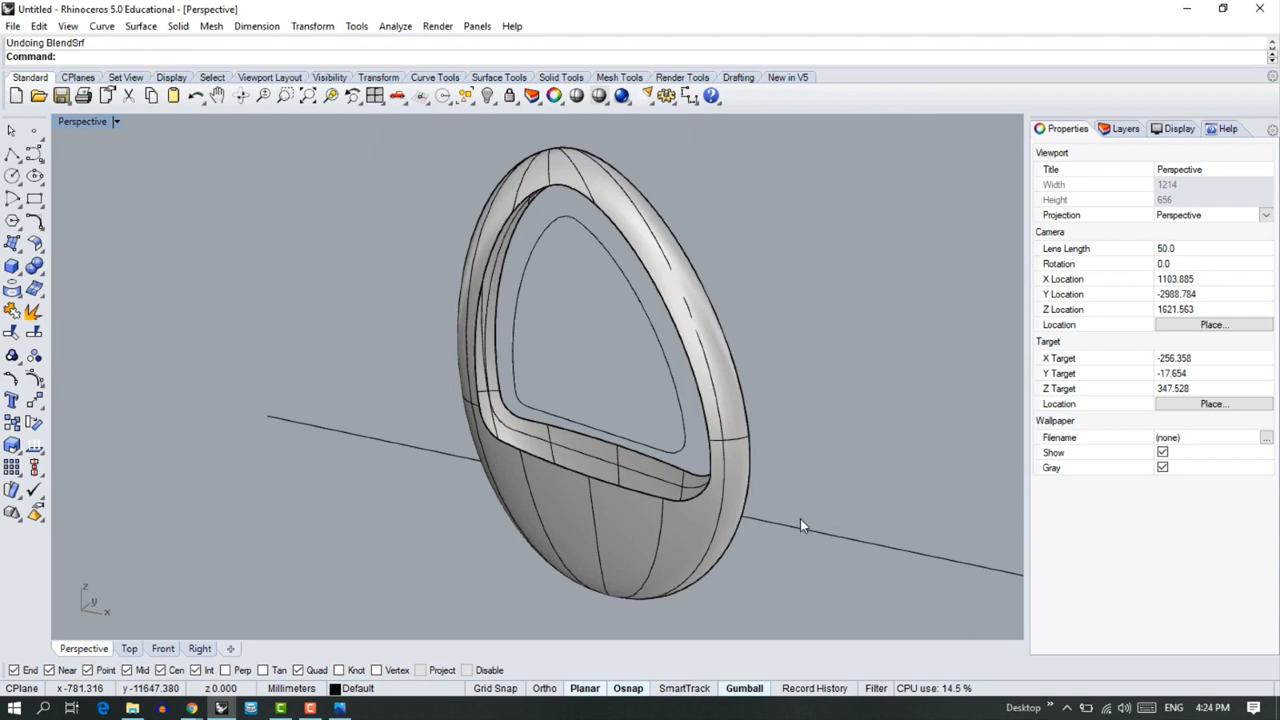 Untitled - Rhinoceros 5.0 Educational - [Perspective]
File Edit View Curve Surface Solid Mesh Dimension Transform Tools Analyze Render Panels Help
Undoing BlendSrf
Command:
Standard CPlanes Set View Display Select Viewport Layout Visibility Transform Curve Tools Surface Tools Solid Tools Mesh Tools Render Tools Drafting New in V5
Perspective
Properties Layers Display Help
Viewport
Title Perspective
Width 1214
Height 656
Projection Perspective
Camera
Lens Length 50.0
Rotation 0.0
X Location 1103.885
Y Location -2988.784
Z Location 1621.563
Location Place...
Target
X Target -256.358
Y Target -17.654
Z Target 347.528
Location Place...
Wallpaper
Filename (none) ...
Show
Gray
z
y
x
Perspective Top Front Right
End Near Point Mid Cen Int Perp Tan Quad Knot Vertex Project Disable
CPlane x -781.316 y -11647.380 z 0.000 Millimeters Default Grid Snap Ortho Planar Osnap SmartTrack Gumball Record History Filter CPU use: 14.5 %
Desktop ENG 4:24 PM